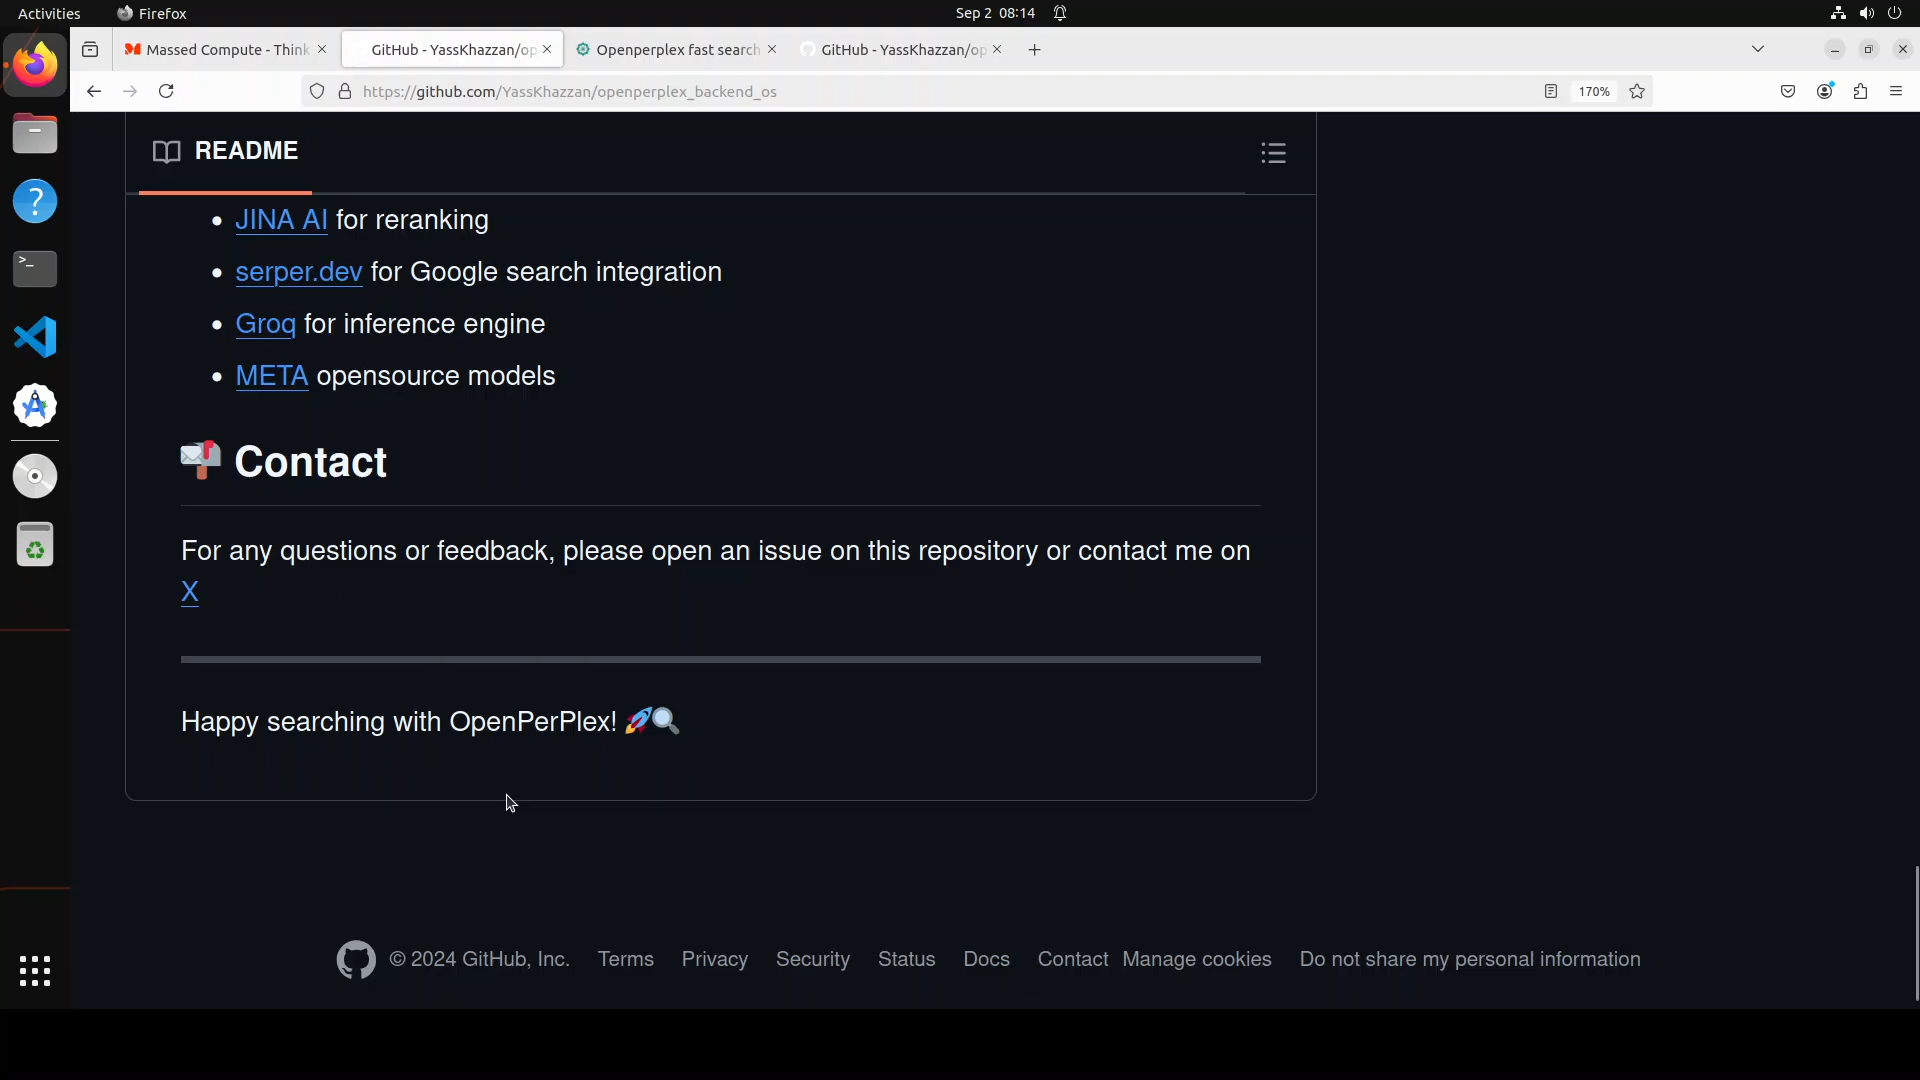 Activities
Firefox
Sep 2 08:14
Massed Compute - Think
GitHub - YassKhazzan/op
Openperplex fast search
GitHub - YassKhazzan/op
https://github.com/YassKhazzan/openperplex_backend_os
170%
README
JINA AI for reranking
serper.dev for Google search integration
Groq for inference engine
META opensource models
Contact
For any questions or feedback, please open an issue on this repository or contact me on
X
Happy searching with OpenPerPlex! 🚀🔍
© 2024 GitHub, Inc. Terms Privacy Security Status Docs Contact Manage cookies Do not share my personal information